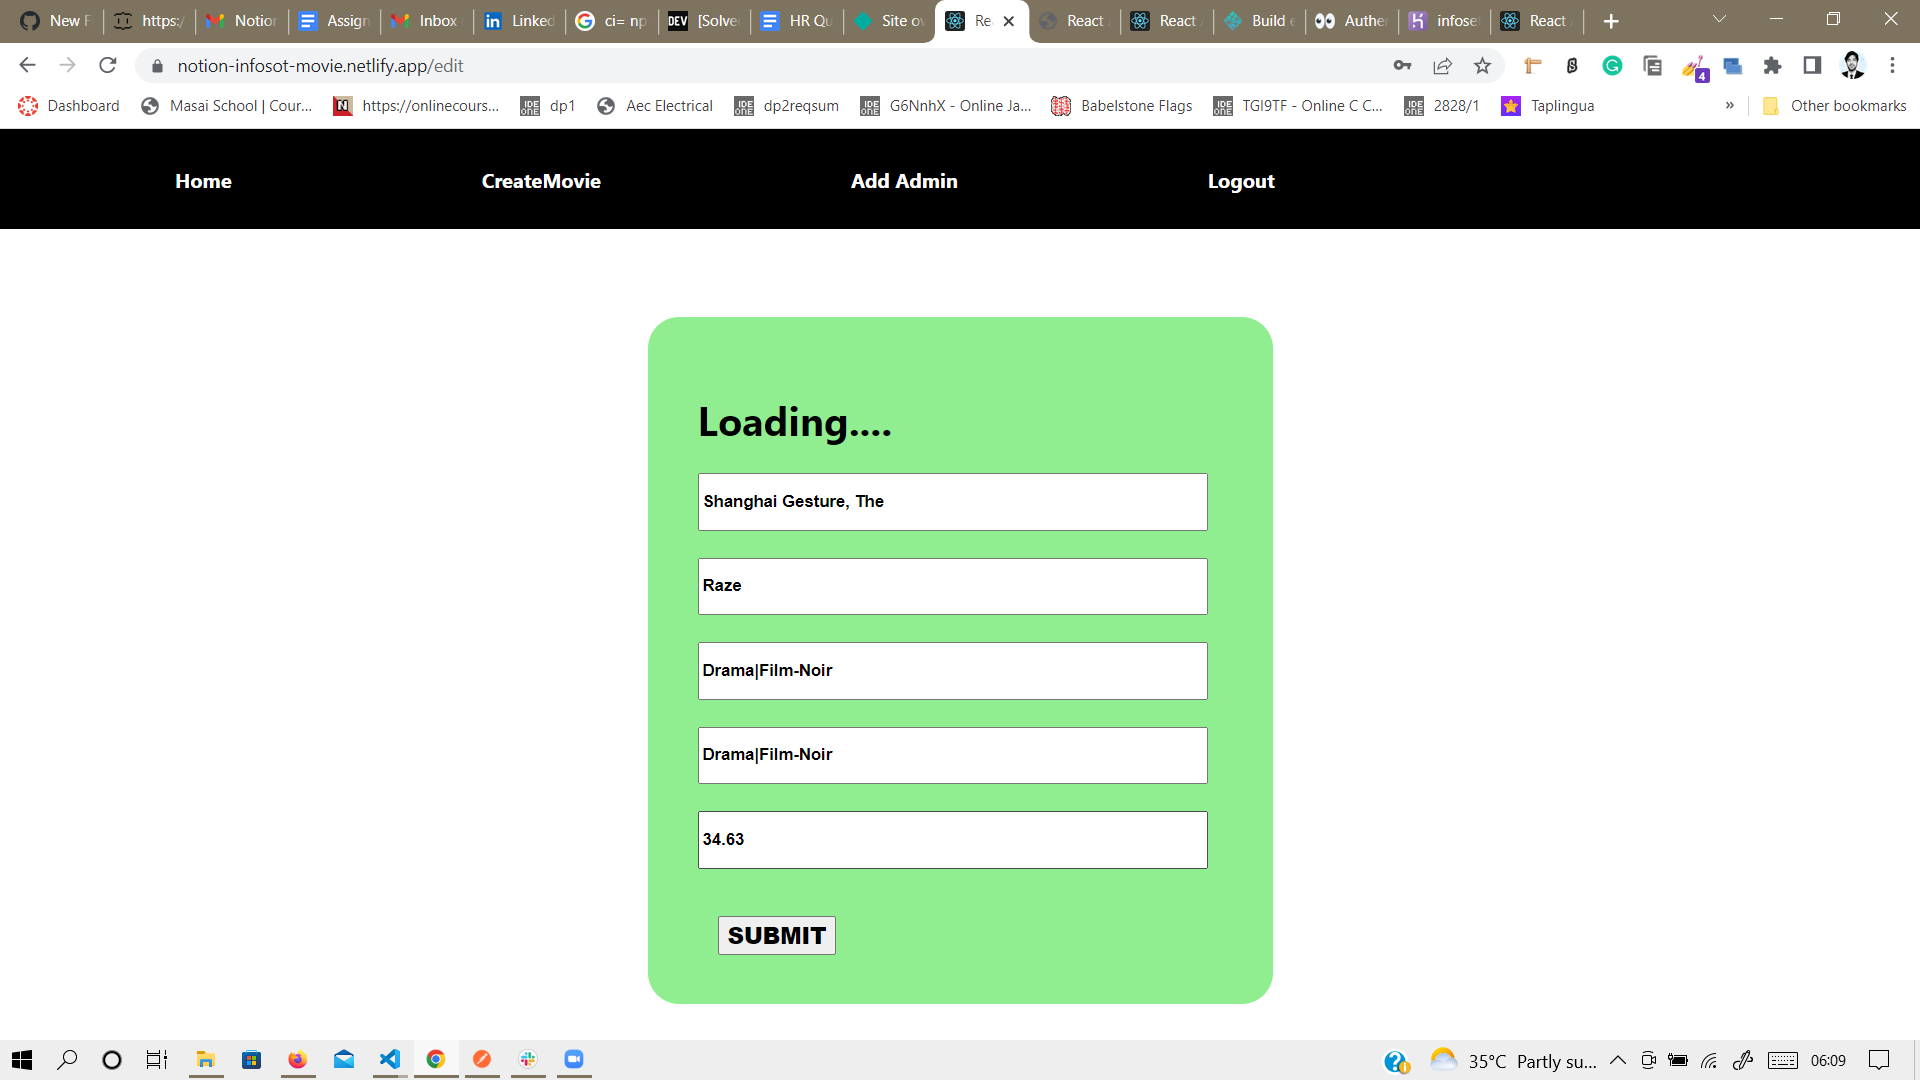 New F
https:/
Notion
Assign
Inbox
Linked
ci= np
DEV [Solve
HR Qu
Site ov
Re
React
React
Build e
Authe
infose
React
notion-infosot-movie.netlify.app/edit
4
Dashboard
Masai School | Cour...
https://onlinecours...
dp1
Aec Electrical
dp2reqsum
G6NnhX - Online Ja...
Babelstone Flags
TGI9TF - Online C C...
2828/1
Taplingua
»
Other bookmarks
Home
CreateMovie
Add Admin
Logout
Loading....
Shanghai Gesture, The
Raze
Drama|Film-Noir
Drama|Film-Noir
34.63
SUBMIT
35°C Partly su...
06:09